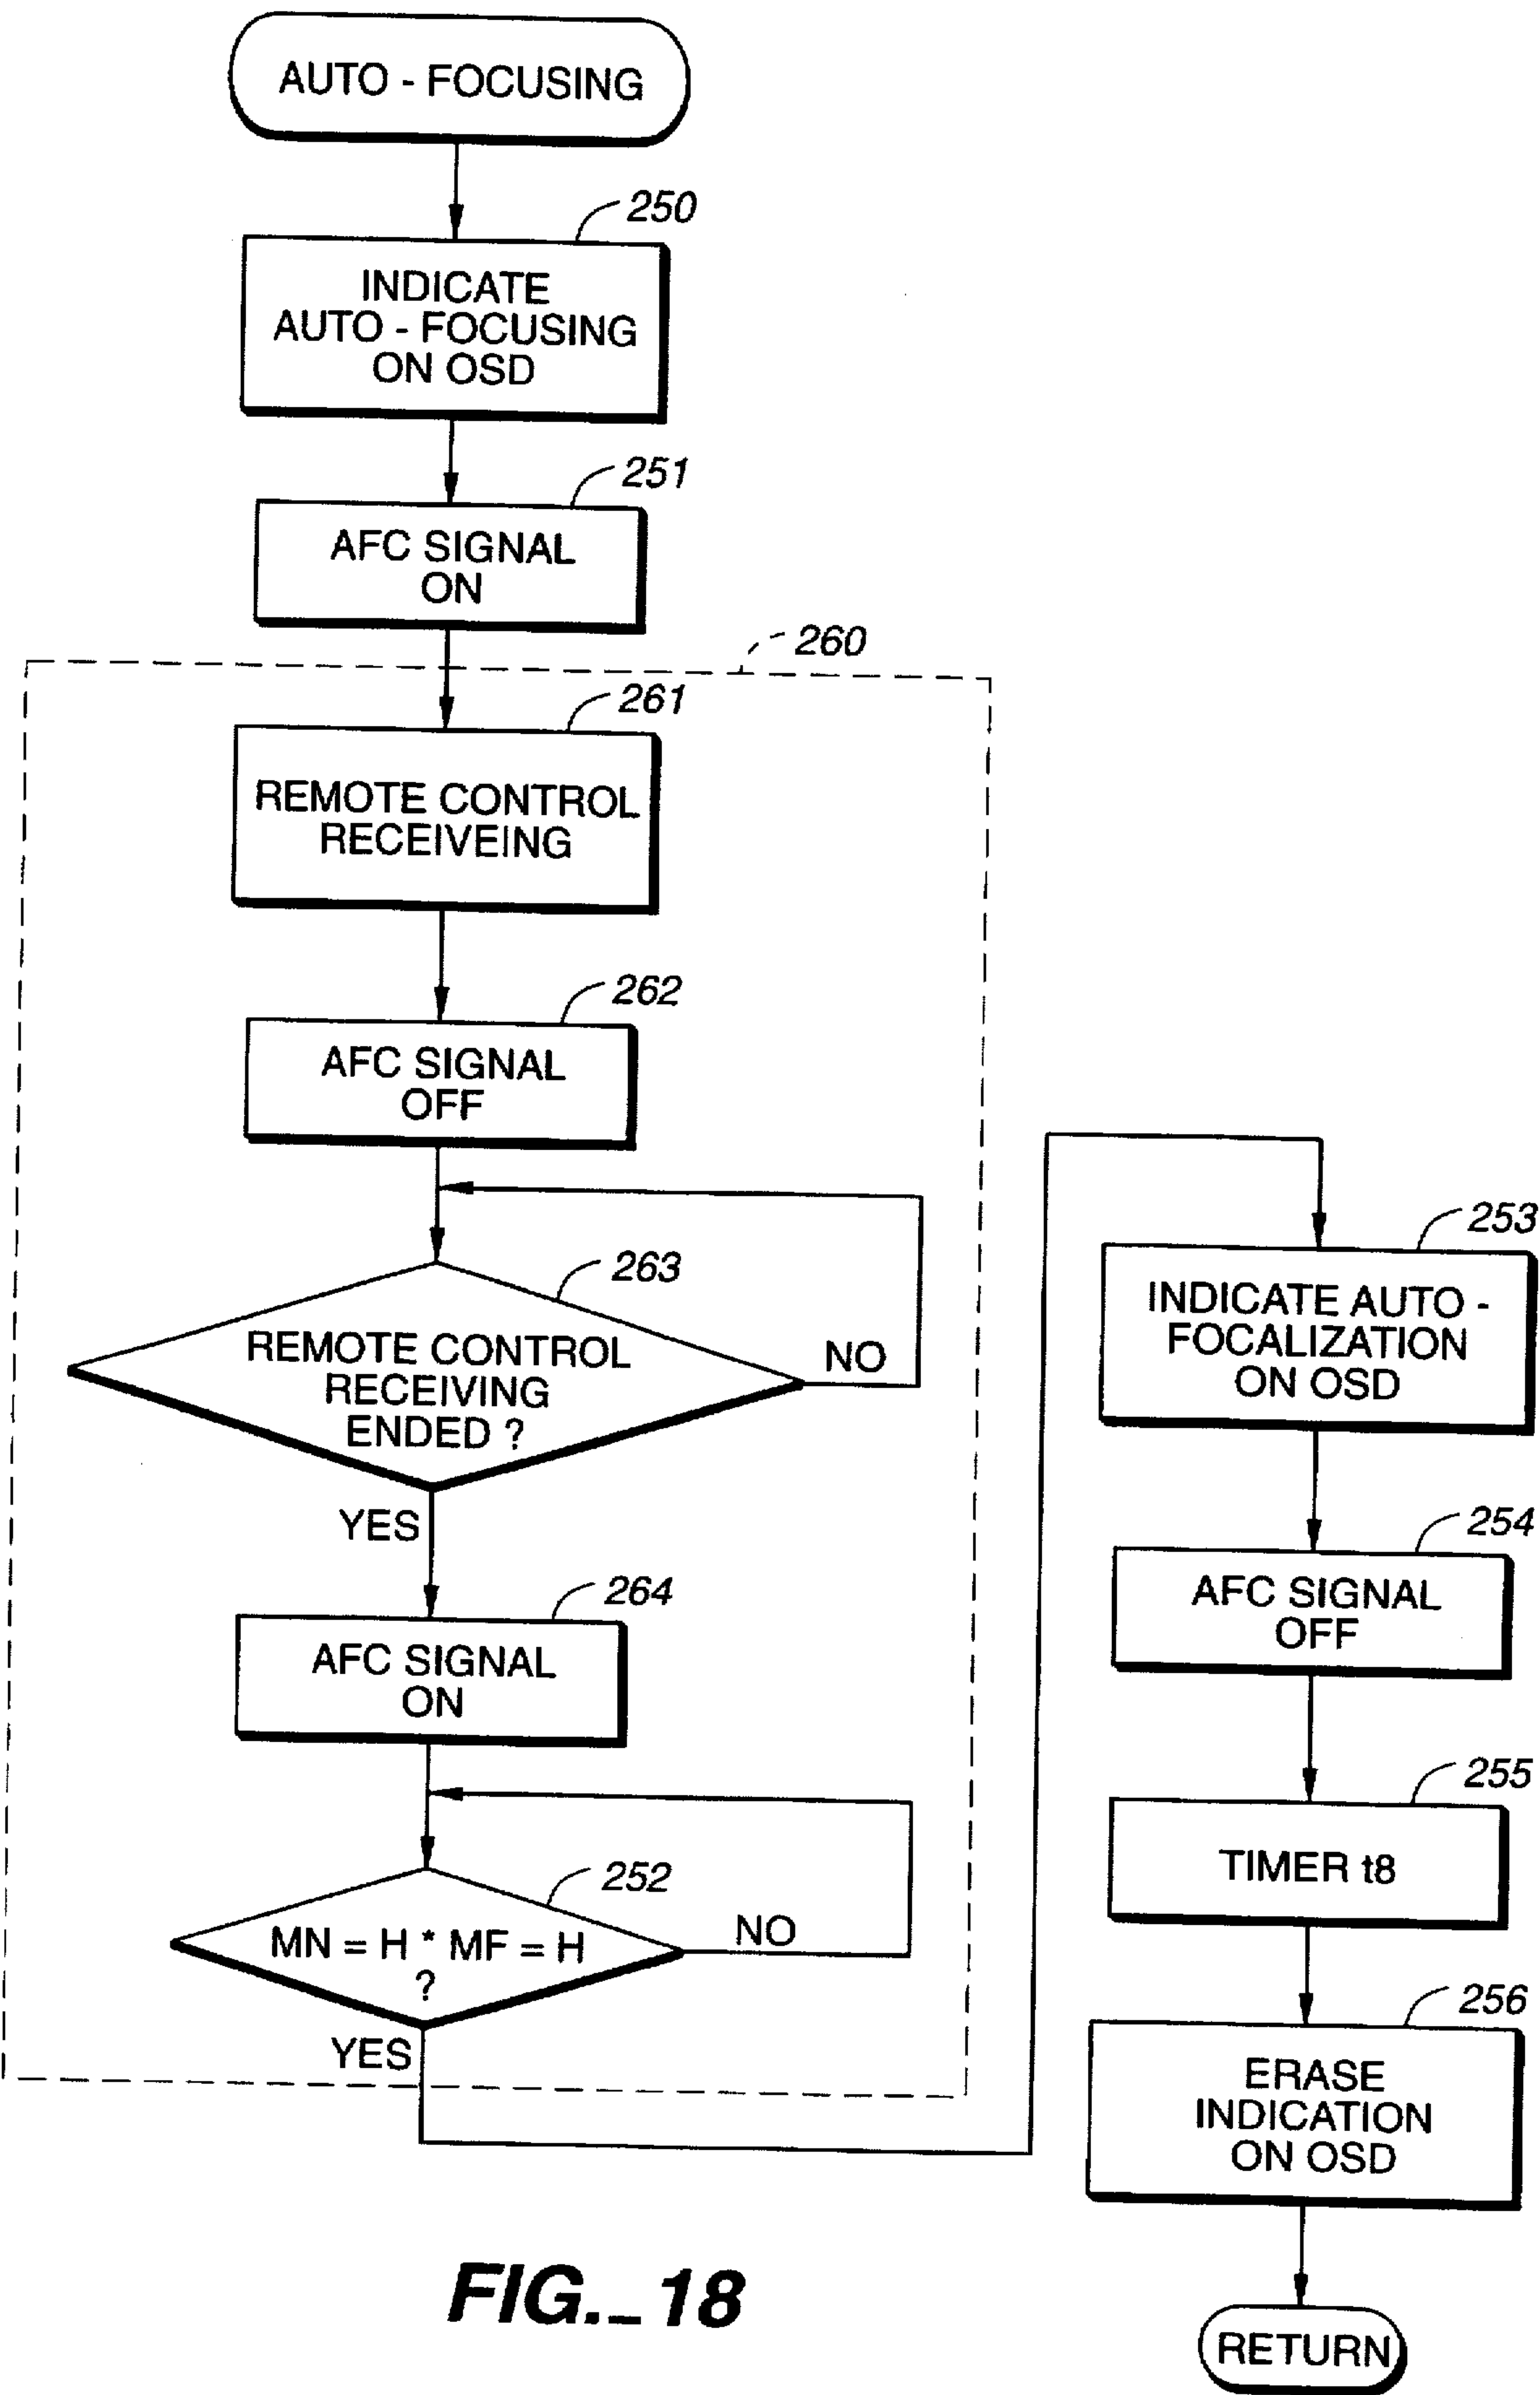 AUTO - FOCUSING
250
INDICATE
AUTO - FOCUSING
ON OSD
251
AFC SIGNAL
ON
260
261
REMOTE CONTROL
RECEIVEING
262
AFC SIGNAL
OFF
263
REMOTE CONTROL
RECEIVING
ENDED ?
NO
YES
264
AFC SIGNAL
ON
252
MN = H * MF = H
?
NO
YES
253
INDICATE AUTO -
FOCALIZATION
ON OSD
254
AFC SIGNAL
OFF
255
TIMER t8
256
ERASE
INDICATION
ON OSD
RETURN
FIG._18